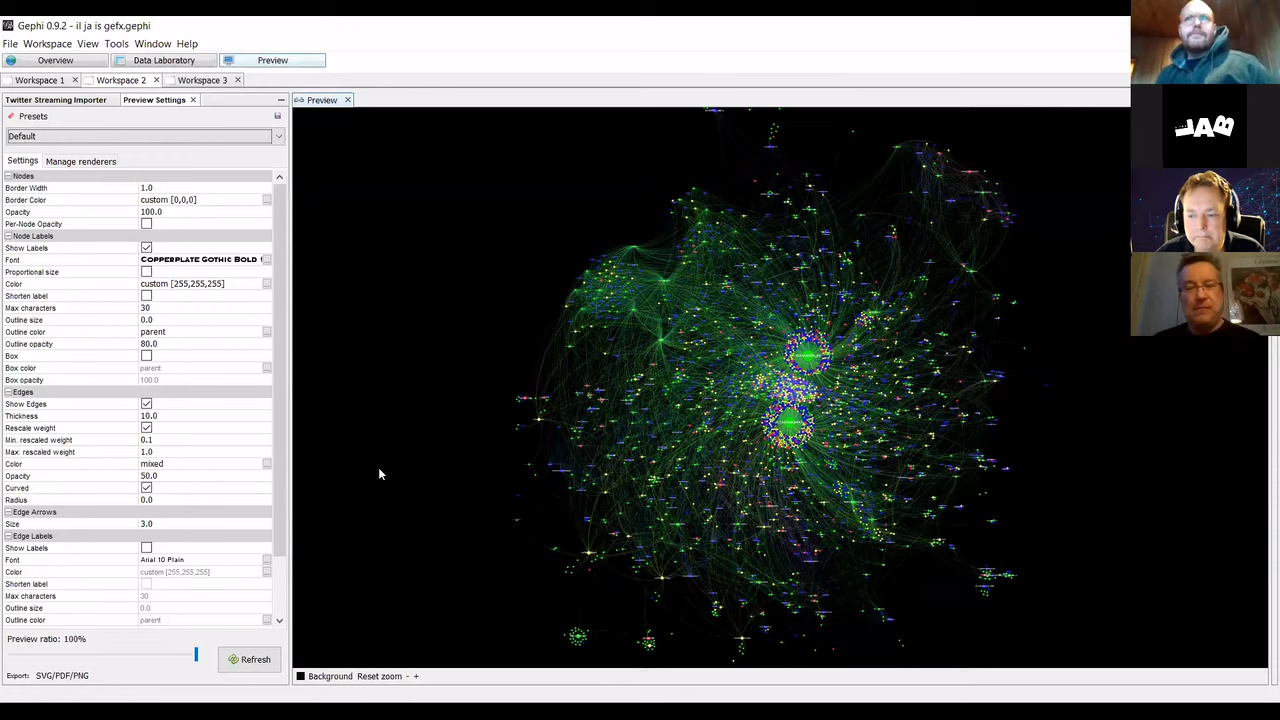 Gephi 0.9.2 - il ja is gefx.gephi
File Workspace View Tools Window Help
Overview Data Laboratory Preview
Workspace 1 Workspace 2 Workspace 3
Twitter Streaming Importer Preview Settings
Preview
Presets
Default
Settings Manage renderers
Nodes
Border Width 1.0
Border Color custom [0,0,0]
Opacity 100.0
Per-Node Opacity
Node Labels
Show Labels
Font Copperplate Gothic Bold
Proportional size
Color custom [255,255,255]
Shorten label
Max characters 30
Outline size 0.0
Outline color parent
Outline opacity 80.0
Box
Box color parent
Box opacity 100.0
Edges
Show Edges
Thickness 10.0
Rescale weight
Min. rescaled weight 0.1
Max. rescaled weight 1.0
Color mixed
Opacity 50.0
Curved
Radius 0.0
Edge Arrows
Size 3.0
Edge Labels
Show Labels
Font Arial 10 Plain
Color custom [255,255,255]
Shorten label
Max characters 30
Outline size 0.0
Outline color parent
Preview ratio: 100%
Refresh
Export: SVG/PDF/PNG
Background Reset zoom - +
LAB